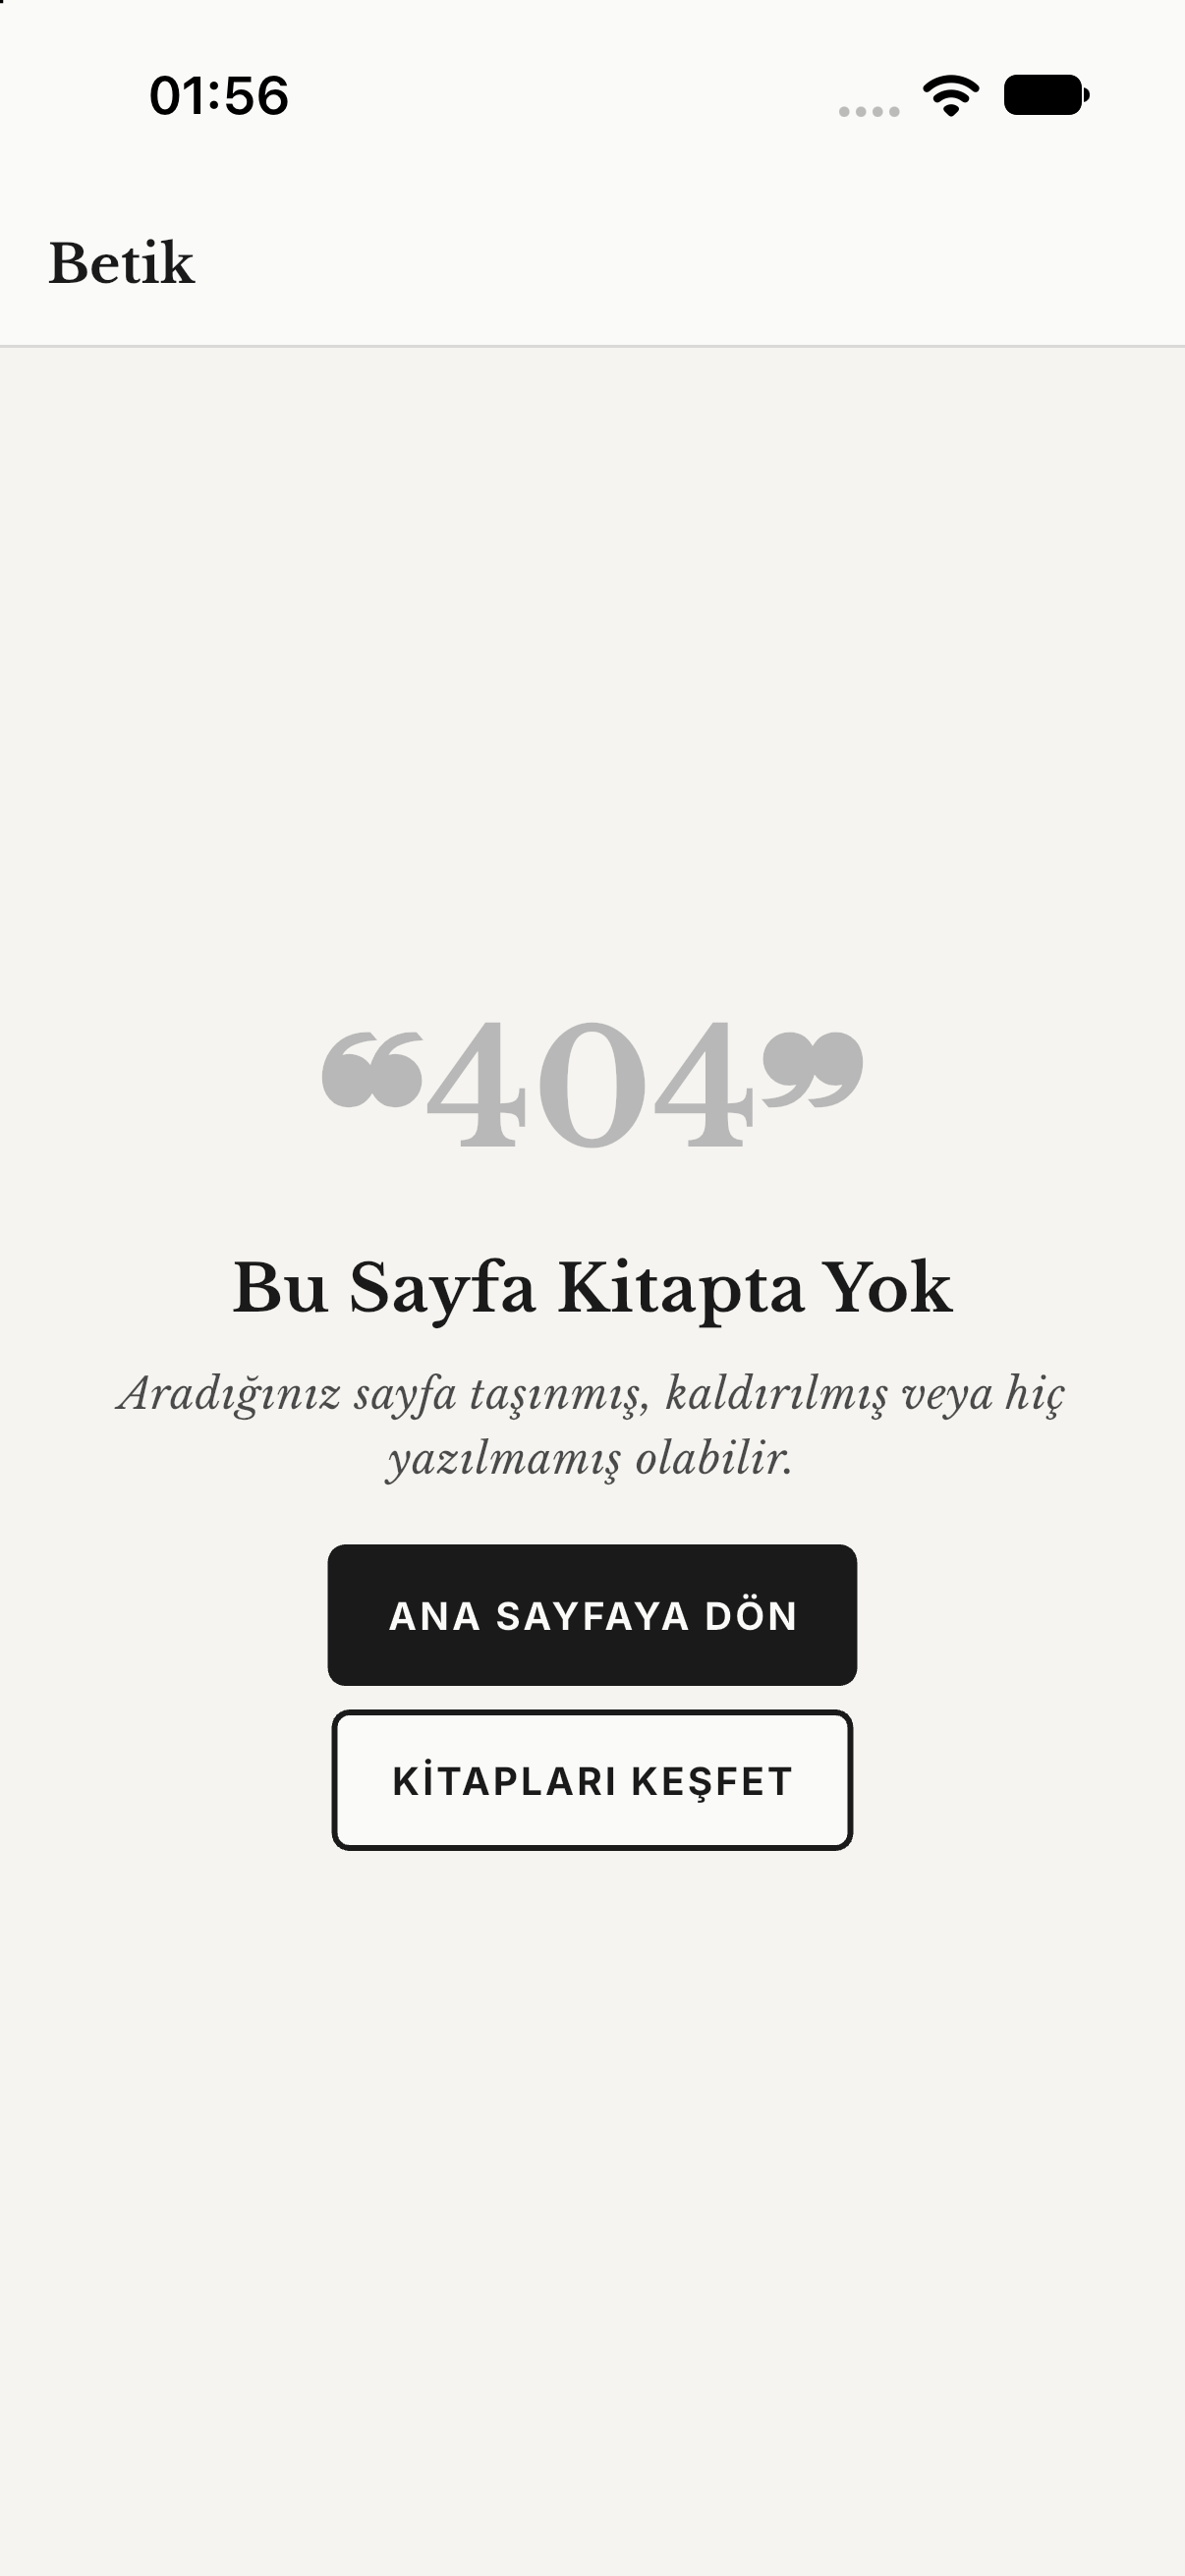 01:56
Betik
“404”
Bu Sayfa Kitapta Yok
Aradığınız sayfa taşınmış, kaldırılmış veya hiç
yazılmamış olabilir.
ANA SAYFAYA DÖN
KİTAPLARI KEŞFET